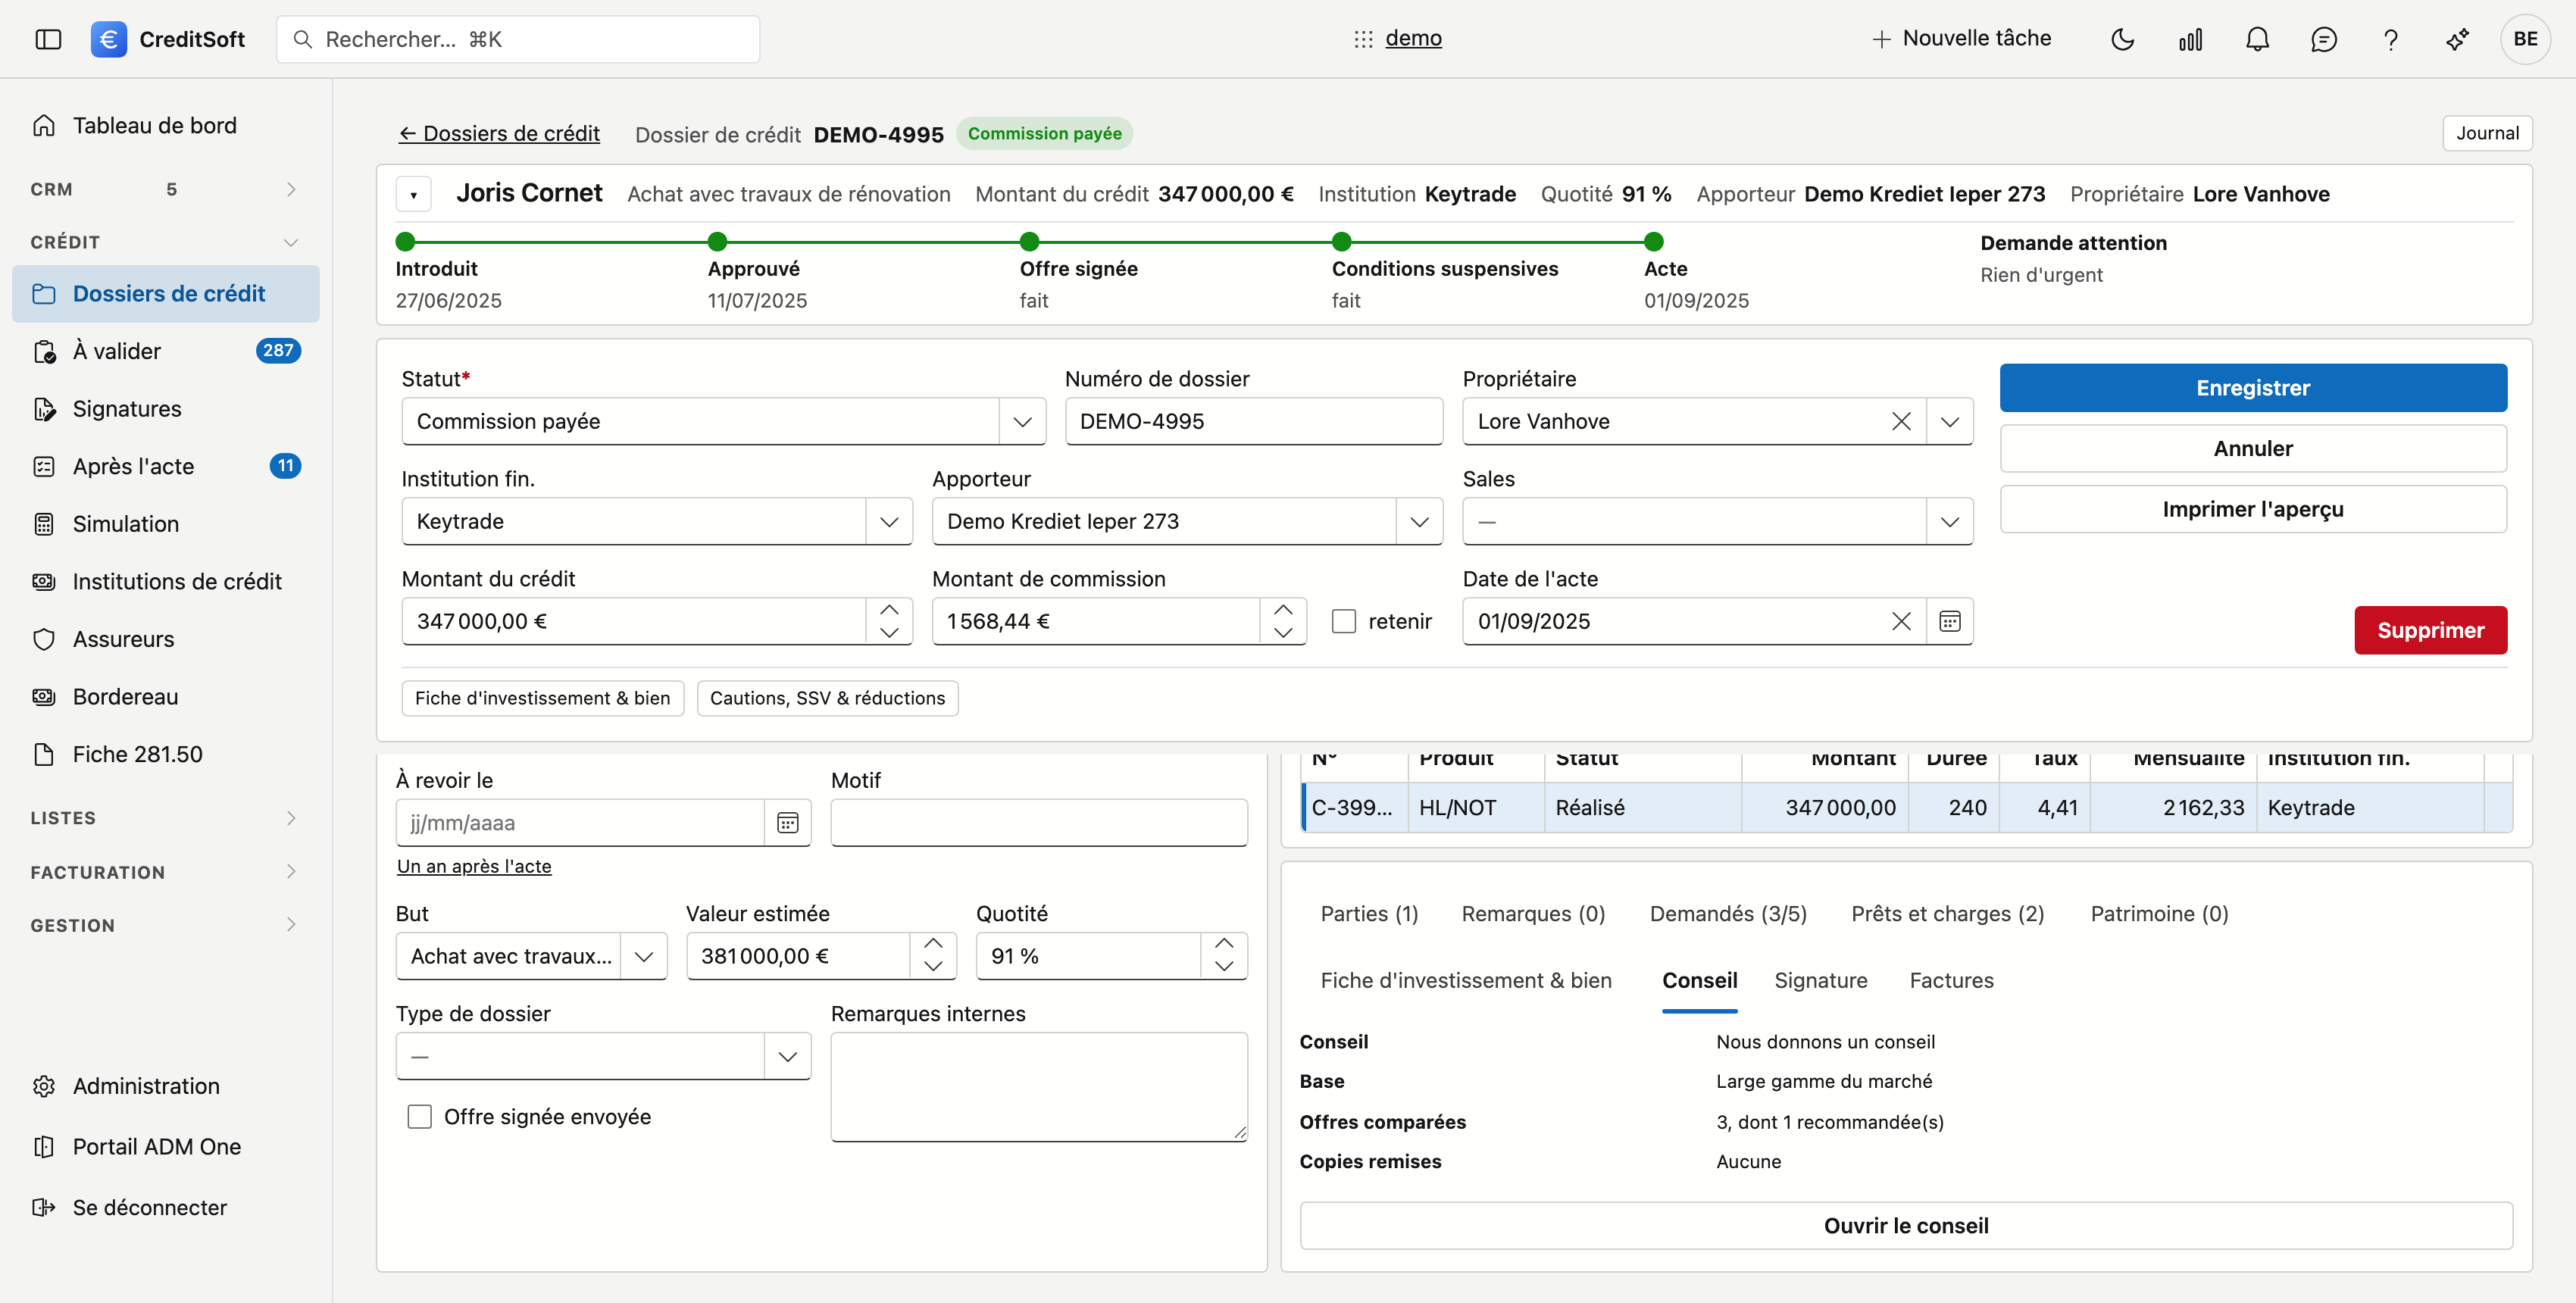 CreditSoft
Rechercher... ⌘K
demo
Nouvelle tâche
BE
Tableau de bord
CRM 5
CRÉDIT
Dossiers de crédit
À valider 287
Signatures
Après l'acte 11
Simulation
Institutions de crédit
Assureurs
Bordereau
Fiche 281.50
LISTES
FACTURATION
GESTION
Administration
Portail ADM One
Se déconnecter
← Dossiers de crédit Dossier de crédit DEMO-4995 Commission payée
Journal
Joris Cornet Achat avec travaux de rénovation Montant du crédit 347 000,00 € Institution Keytrade Quotité 91 % Apporteur Demo Krediet Ieper 273 Propriétaire Lore Vanhove
Introduit Approuvé Offre signée Conditions suspensives Acte
27/06/2025 11/07/2025 fait fait 01/09/2025
Demande attention
Rien d'urgent
Statut* Numéro de dossier Propriétaire
Commission payée DEMO-4995 Lore Vanhove
Institution fin. Apporteur Sales
Keytrade Demo Krediet Ieper 273 —
Montant du crédit Montant de commission Date de l'acte
347 000,00 € 1 568,44 € retenir 01/09/2025
Enregistrer
Annuler
Imprimer l'aperçu
Supprimer
Fiche d'investissement & bien Cautions, SSV & réductions
À revoir le Motif
jj/mm/aaaa
Un an après l'acte
But Valeur estimée Quotité
Achat avec travaux... 381 000,00 € 91 %
Type de dossier Remarques internes
—
Offre signée envoyée
N° Produit Statut Montant Durée Taux Mensualité Institution fin.
C-399... HL/NOT Réalisé 347 000,00 240 4,41 2 162,33 Keytrade
Parties (1) Remarques (0) Demandés (3/5) Prêts et charges (2) Patrimoine (0)
Fiche d'investissement & bien Conseil Signature Factures
Conseil Nous donnons un conseil
Base Large gamme du marché
Offres comparées 3, dont 1 recommandée(s)
Copies remises Aucune
Ouvrir le conseil